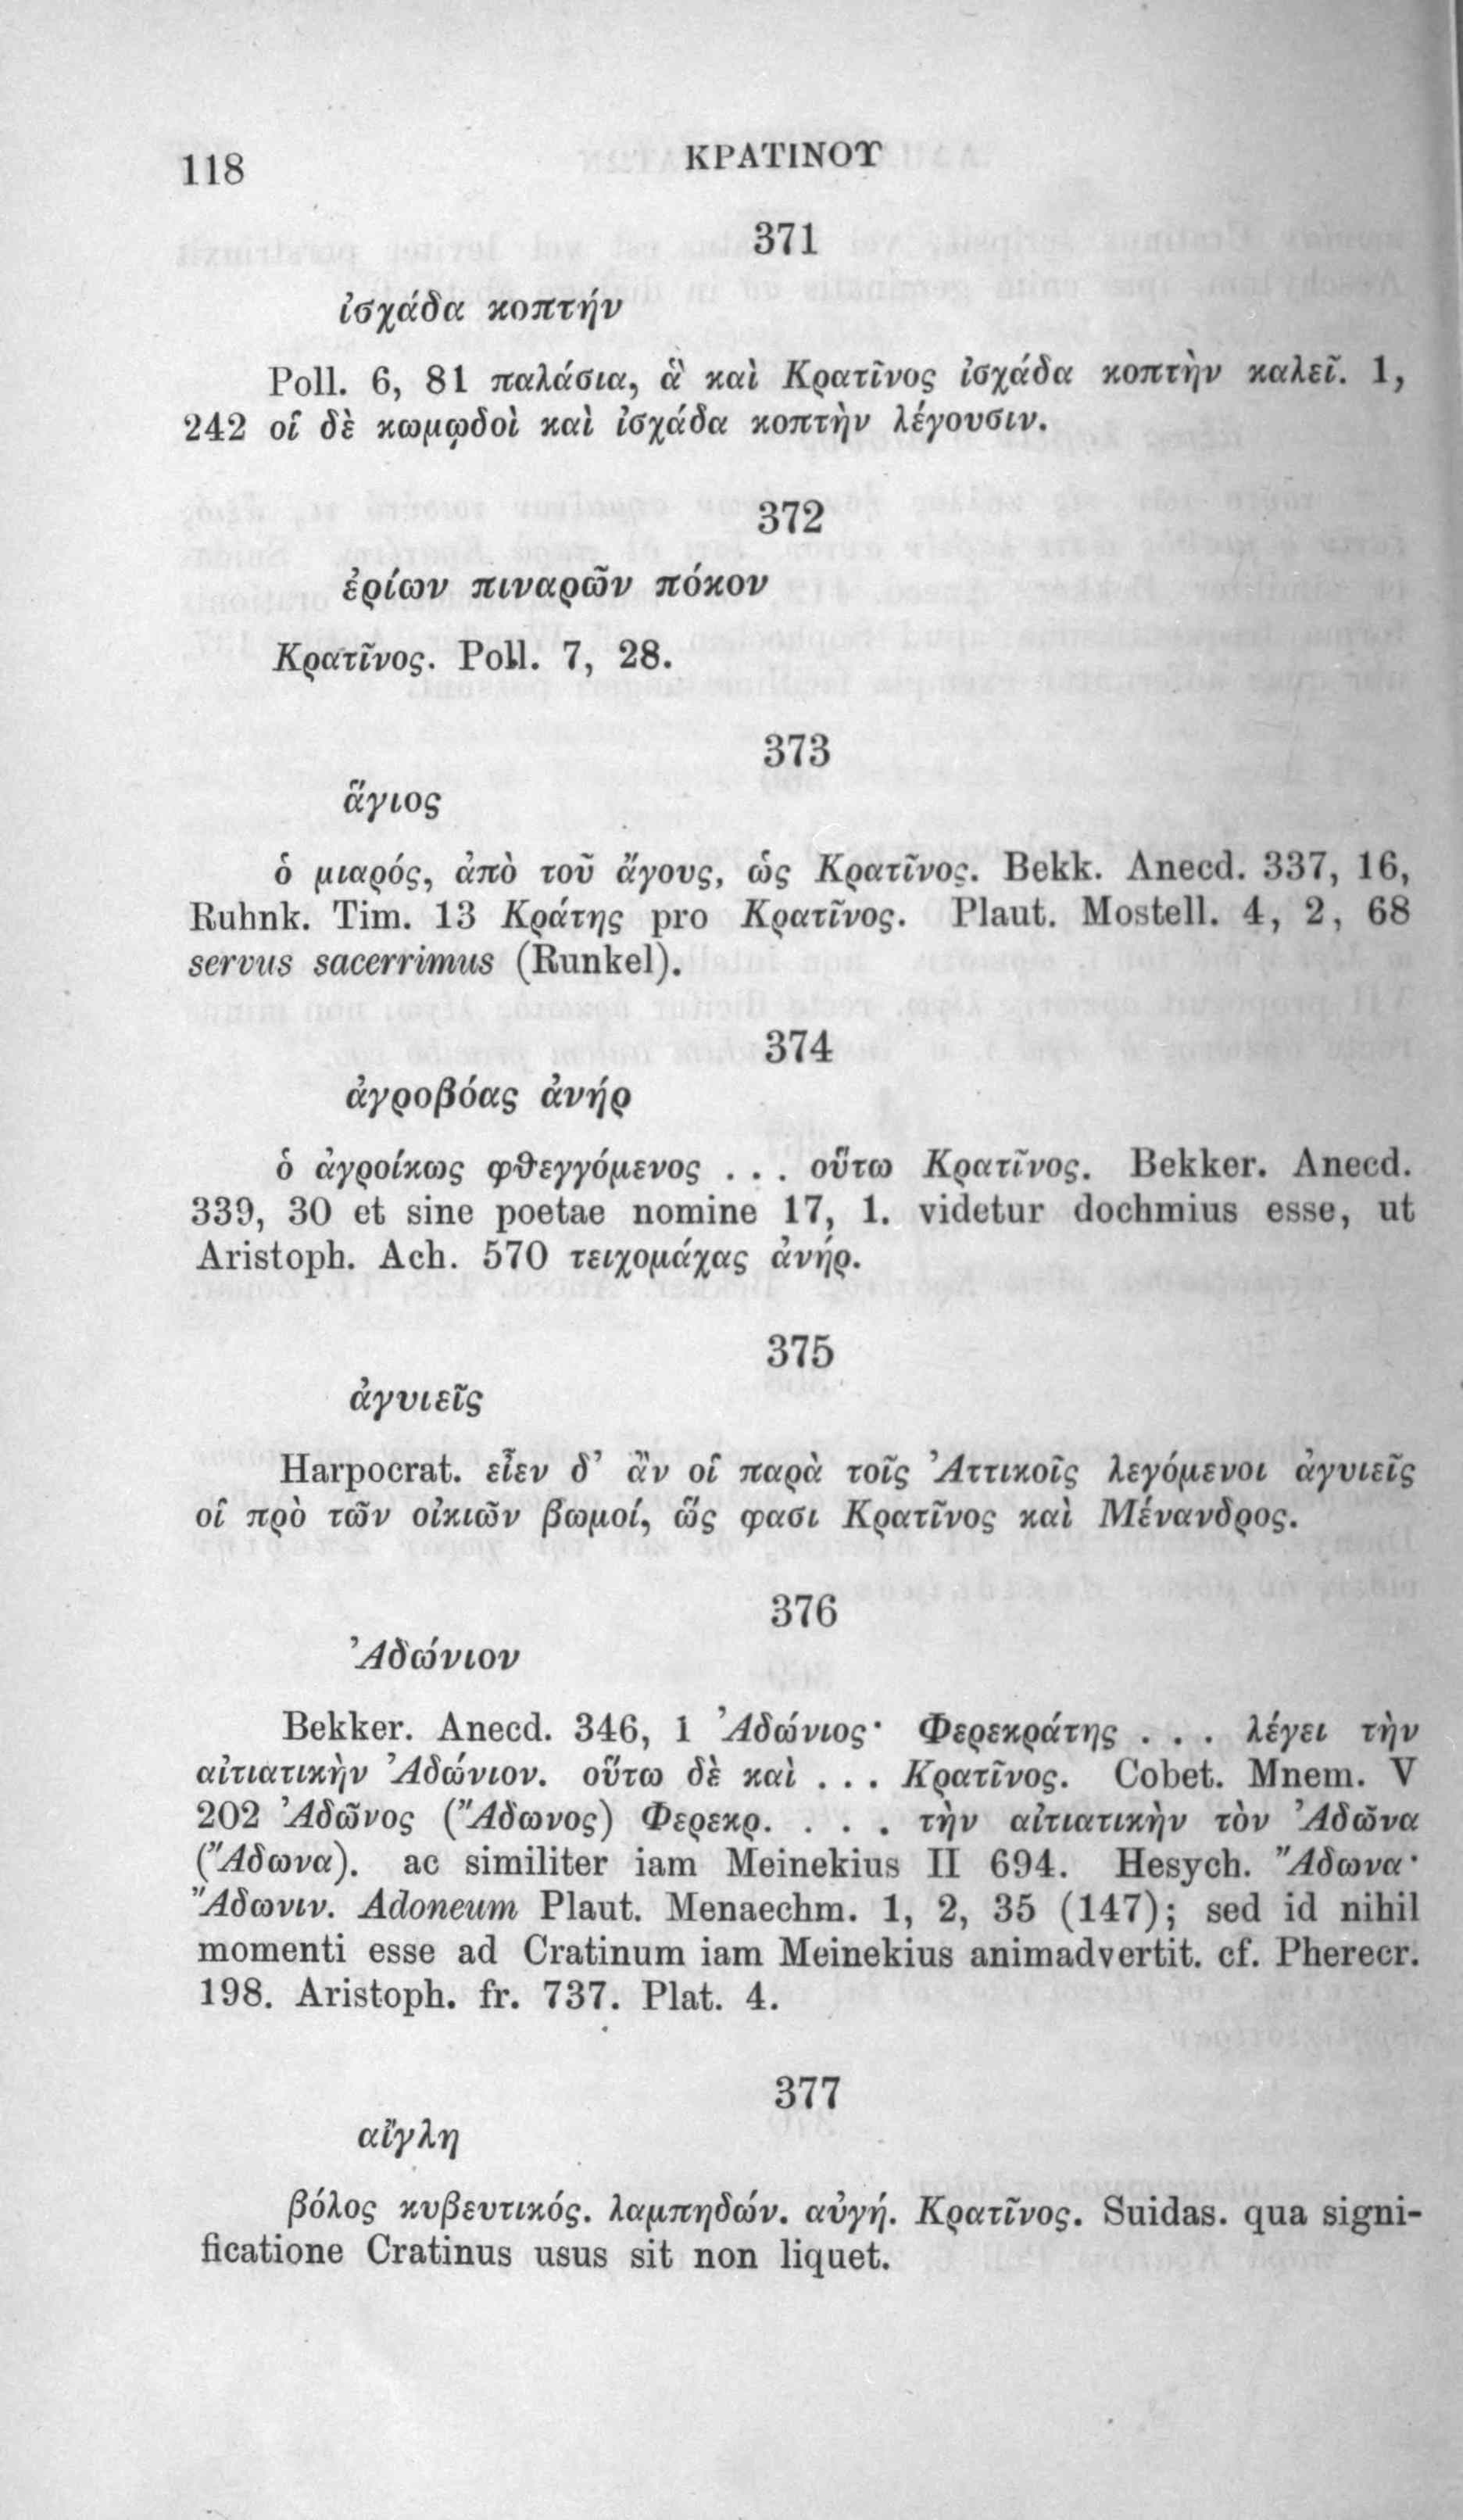 118
ΚΡΑΤΙΝΟΥ
371
ἰσχάδα κοπτήν
Poll. 6, 81 παλάσια, ἃ καὶ Κρατῖνος ἰσχάδα κοπτὴν καλεῖ. 1,
242 οἱ δὲ κωμῳδοὶ καὶ ἰσχάδα κοπτὴν λέγουσιν.
372
ἐρίων πιναρῶν πόκον
Κρατῖνος. Poll. 7, 28.
373
ἅγιος
ὁ μιαρός, ἀπὸ τοῦ ἄγους, ὡς Κρατῖνος. Bekk. Anecd. 337, 16,
Ruhnk. Tim. 13 Κράτης pro Κρατῖνος. Plaut. Mostell. 4, 2, 68
servus sacerrimus (Runkel).
374
ἀγροβόας ἀνήρ
ὁ ἀγροίκως φθεγγόμενος . . . οὕτω Κρατῖνος. Bekker. Anecd.
339, 30 et sine poetae nomine 17, 1. videtur dochmius esse, ut
Aristoph. Ach. 570 τειχομάχας ἀνήρ.
375
ἀγυιεῖς
Harpocrat. εἶεν δ’ ἂν οἱ παρὰ τοῖς Ἀττικοῖς λεγόμενοι ἀγυιεῖς
οἱ πρὸ τῶν οἰκιῶν βωμοί, ὥς φασι Κρατῖνος καὶ Μένανδρος.
376
Ἀδώνιον
Bekker. Anecd. 346, 1 Ἀδώνιος· Φερεκράτης . . . λέγει τὴν
αἰτιατικὴν Ἀδώνιον. οὕτω δὲ καὶ . . . Κρατῖνος. Cobet. Mnem. V
202 Ἀδῶνος (Ἄδωνος) Φερεκρ. . . . . τὴν αἰτιατικὴν τὸν Ἀδῶνα
(Ἄδωνα). ac similiter iam Meinekius II 694. Hesych. Ἄδωνα·
Ἄδωνιν. Adoneum Plaut. Menaechm. 1, 2, 35 (147); sed id nihil
momenti esse ad Cratinum iam Meinekius animadvertit. cf. Pherecr.
198. Aristoph. fr. 737. Plat. 4.
377
αἴγλη
βόλος κυβευτικός. λαμπηδών. αὐγή. Κρατῖνος. Suidas. qua signi-
ficatione Cratinus usus sit non liquet.